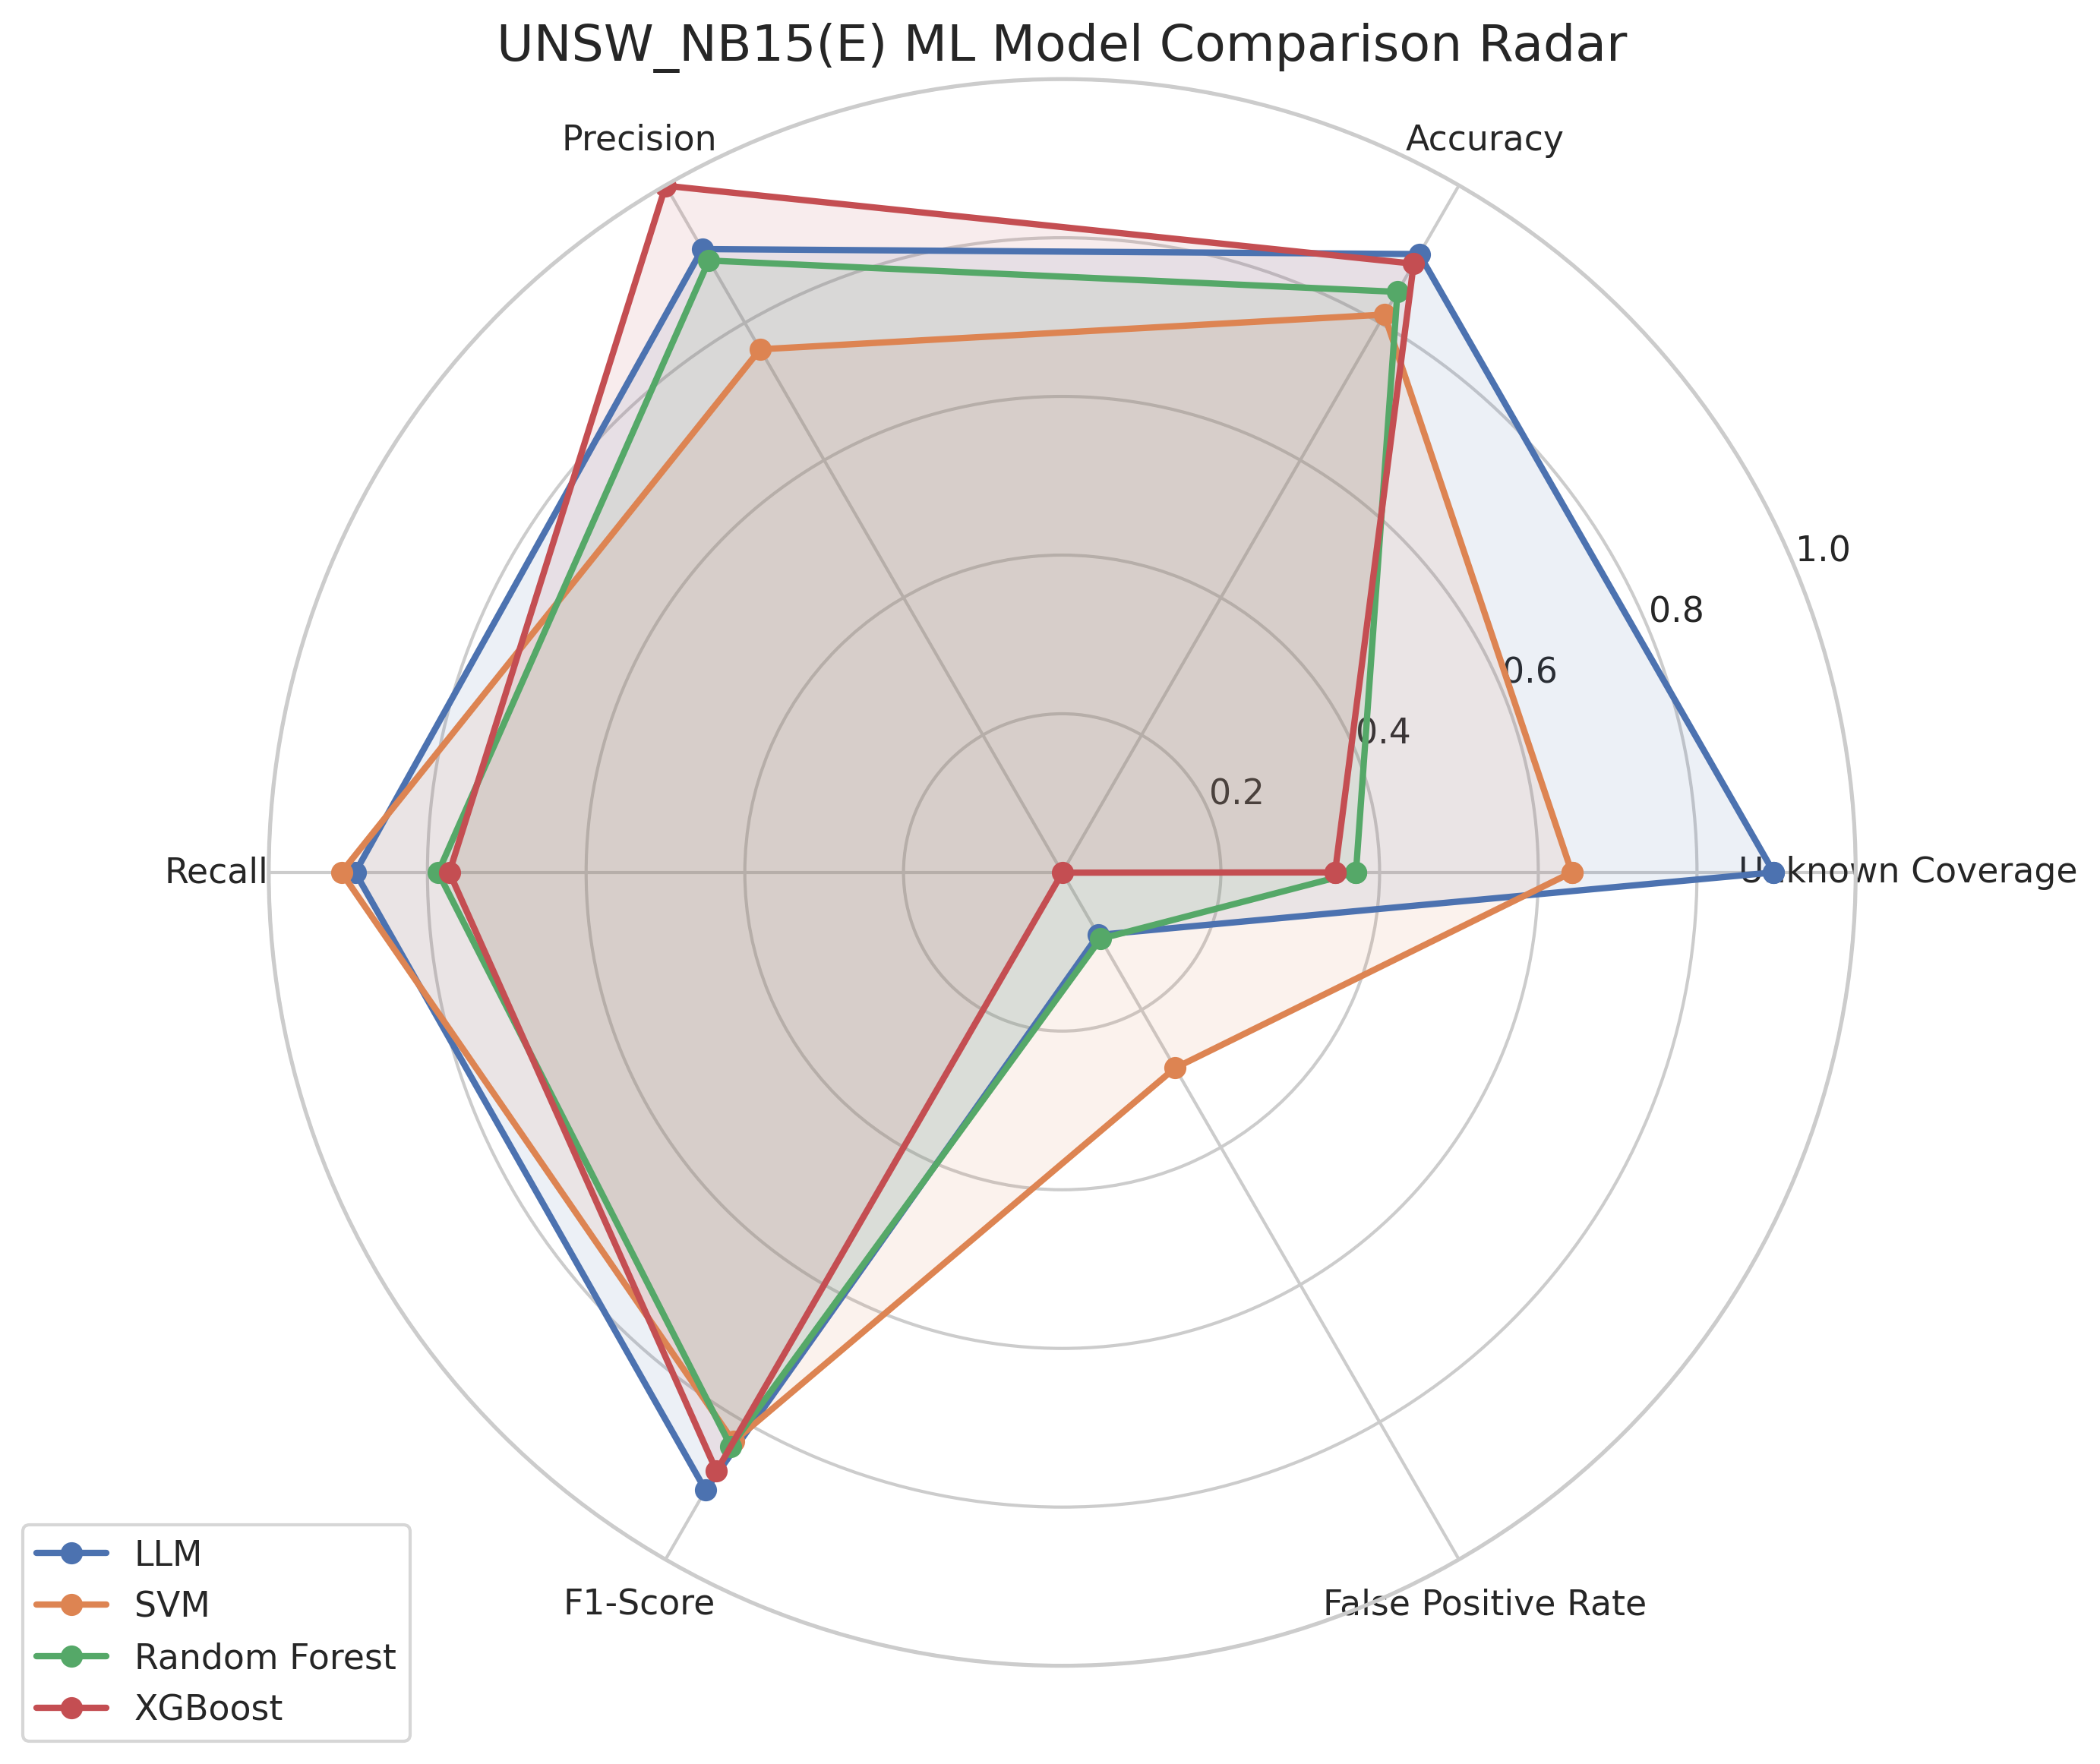 UNSW_NB15(E) ML Model Comparison Radar
Precision
Accuracy
1.0
0.8
0.6
0.4
0.2
Recall
Unknown Coverage
F1-Score
False Positive Rate
LLM
SVM
Random Forest
XGBoost